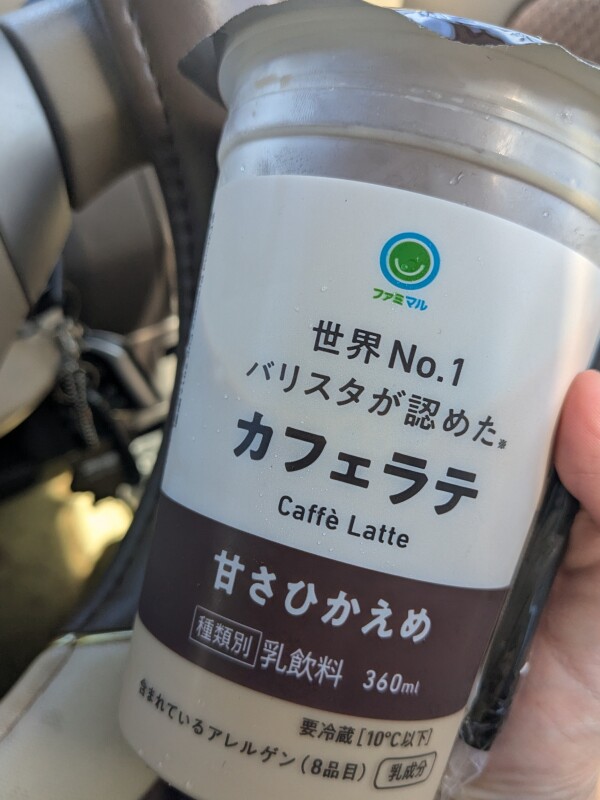 ファミマル
世界 No.1
バリスタが認めた※
カフェラテ
Caffè Latte
甘さひかえめ
種類別 乳飲料 360ml
要冷蔵[10℃以下]
含まれているアレルゲン(8品目) 乳成分